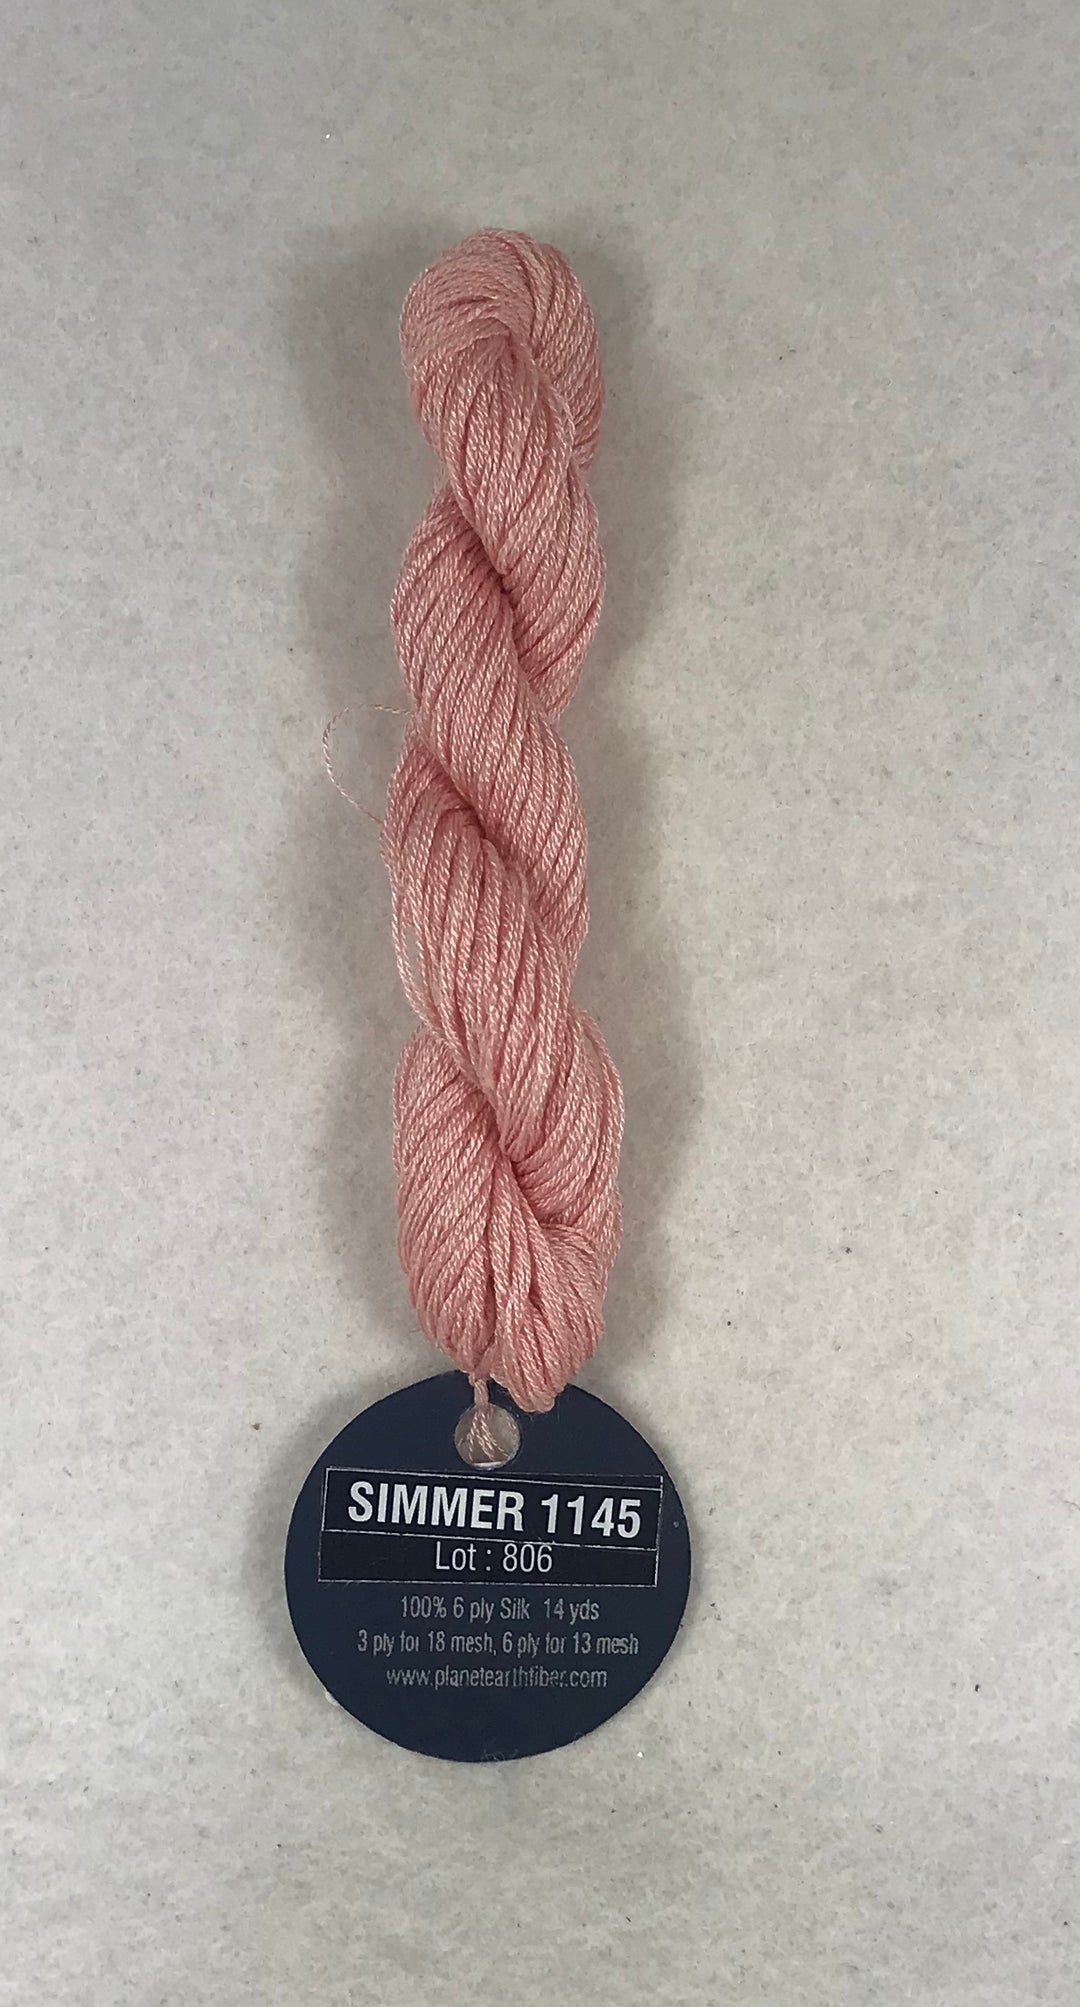 SIMMER 1145
Lot : 806
100% 6 ply Silk 14 yds
3 ply for 18 mesh, 6 ply for 13 mesh
www.planetearthfiber.com